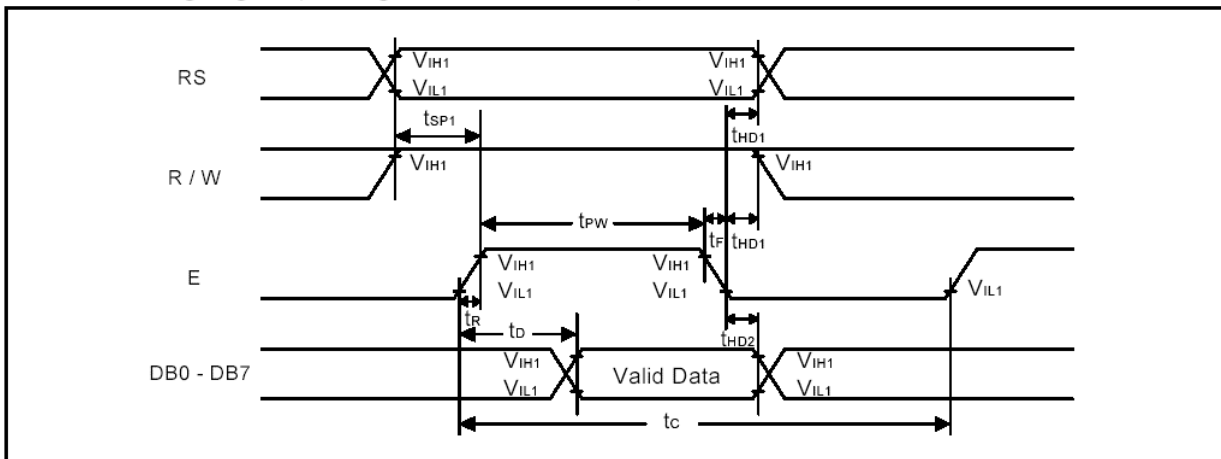 RS
VIH1
VIL1
VIH1
VIL1
tSP1
tHD1
R / W
VIH1
VIH1
tPW
tF
tHD1
E
VIH1
VIL1
VIH1
VIL1
VIL1
tR
tD
tHD2
DB0 - DB7
VIH1
VIL1
Valid Data
VIH1
VIL1
tC